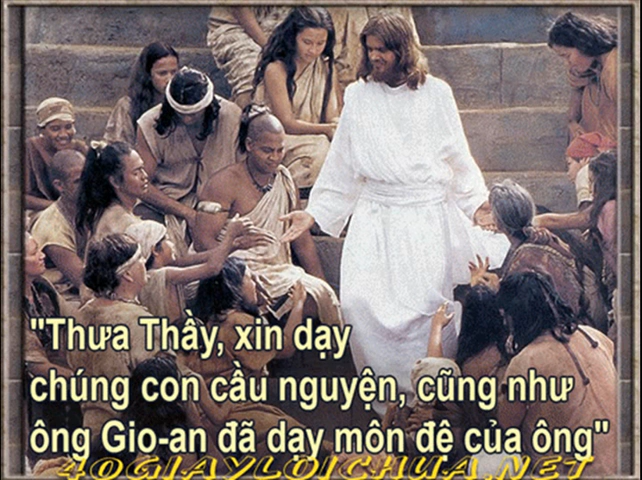 "Thưa Thầy, xin dạy
chúng con cầu nguyện, cũng như
ông Gio-an đã dạy môn đệ của ông"
40GIAYLOICHUA.NET